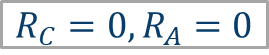 R_C = 0, R_A = 0